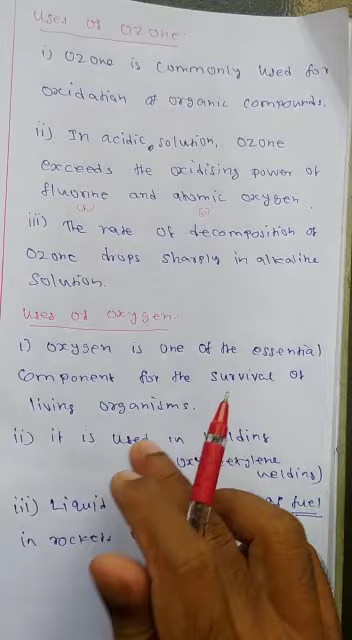 Uses of Ozone.
i) Ozone is commonly used for
oxidation of organic compounds.
ii) In acidic solution, Ozone
exceeds the oxidising power of
fluorine and atomic oxygen.
iii) The rate of decomposition of
Ozone drops sharply in alkaline
solution.
Uses of Oxygen.
i) Oxygen is one of the essential
component for the survival of
living organisms.
ii) it is used in welding
welding)
iii) Liquid of fuel
in rockets